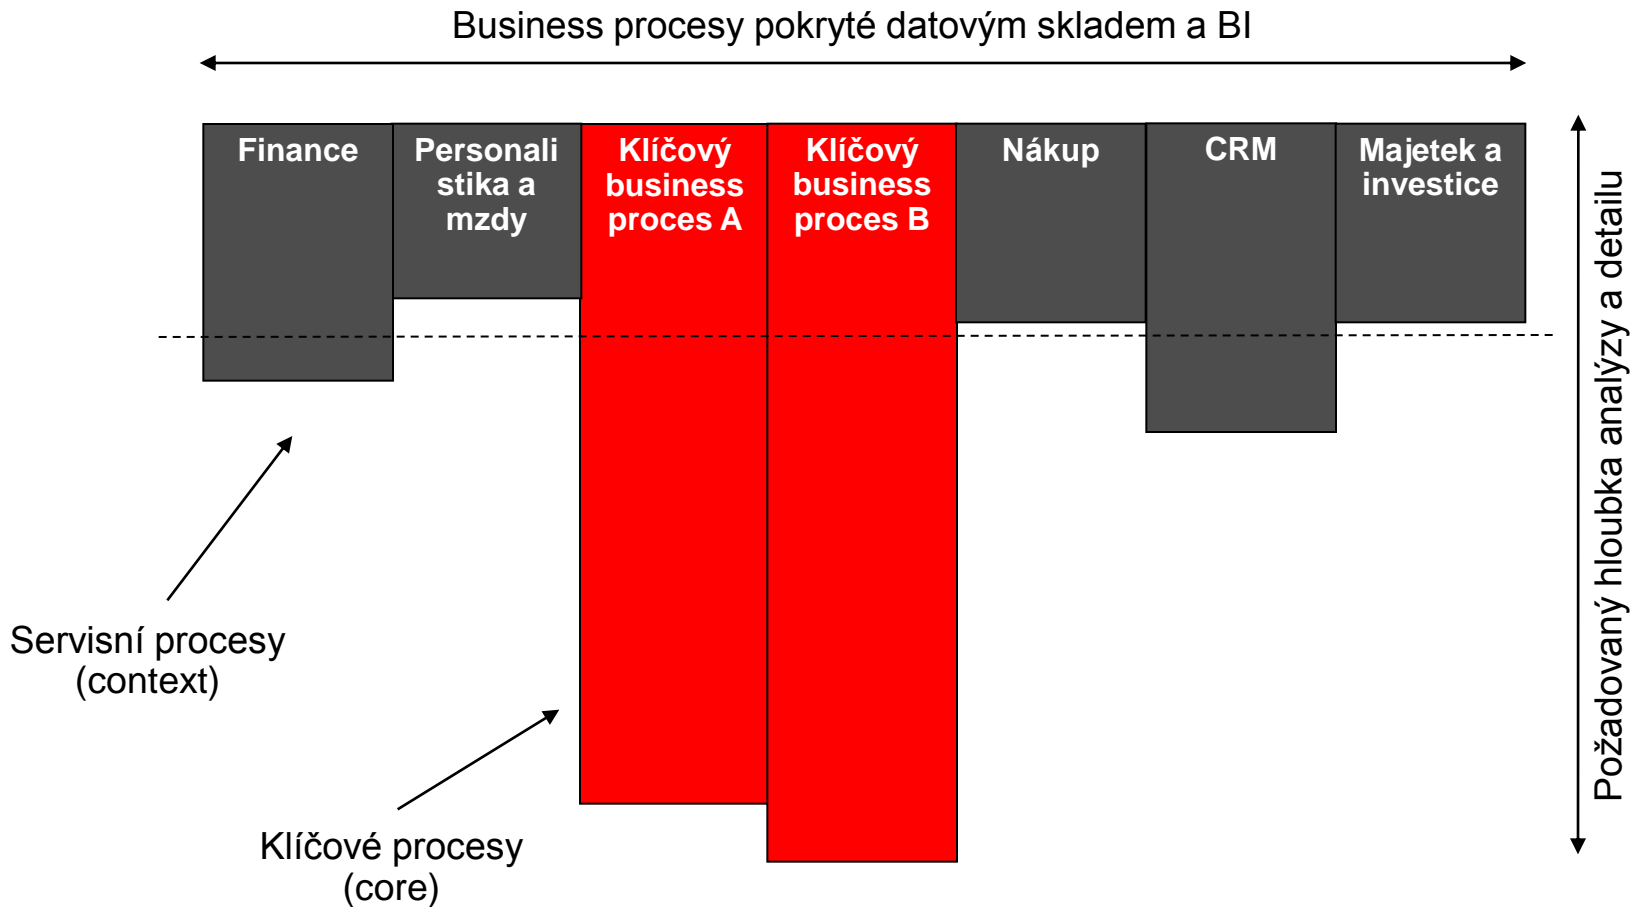 Business procesy pokryté datovým skladem a BI
Finance
Personali
stika a
mzdy
Klíčový
business
proces A
Klíčový
business
proces B
Nákup
CRM
Majetek a
investice
Požadovaný hloubka analýzy a detailu
Servisní procesy
(context)
Klíčové procesy
(core)